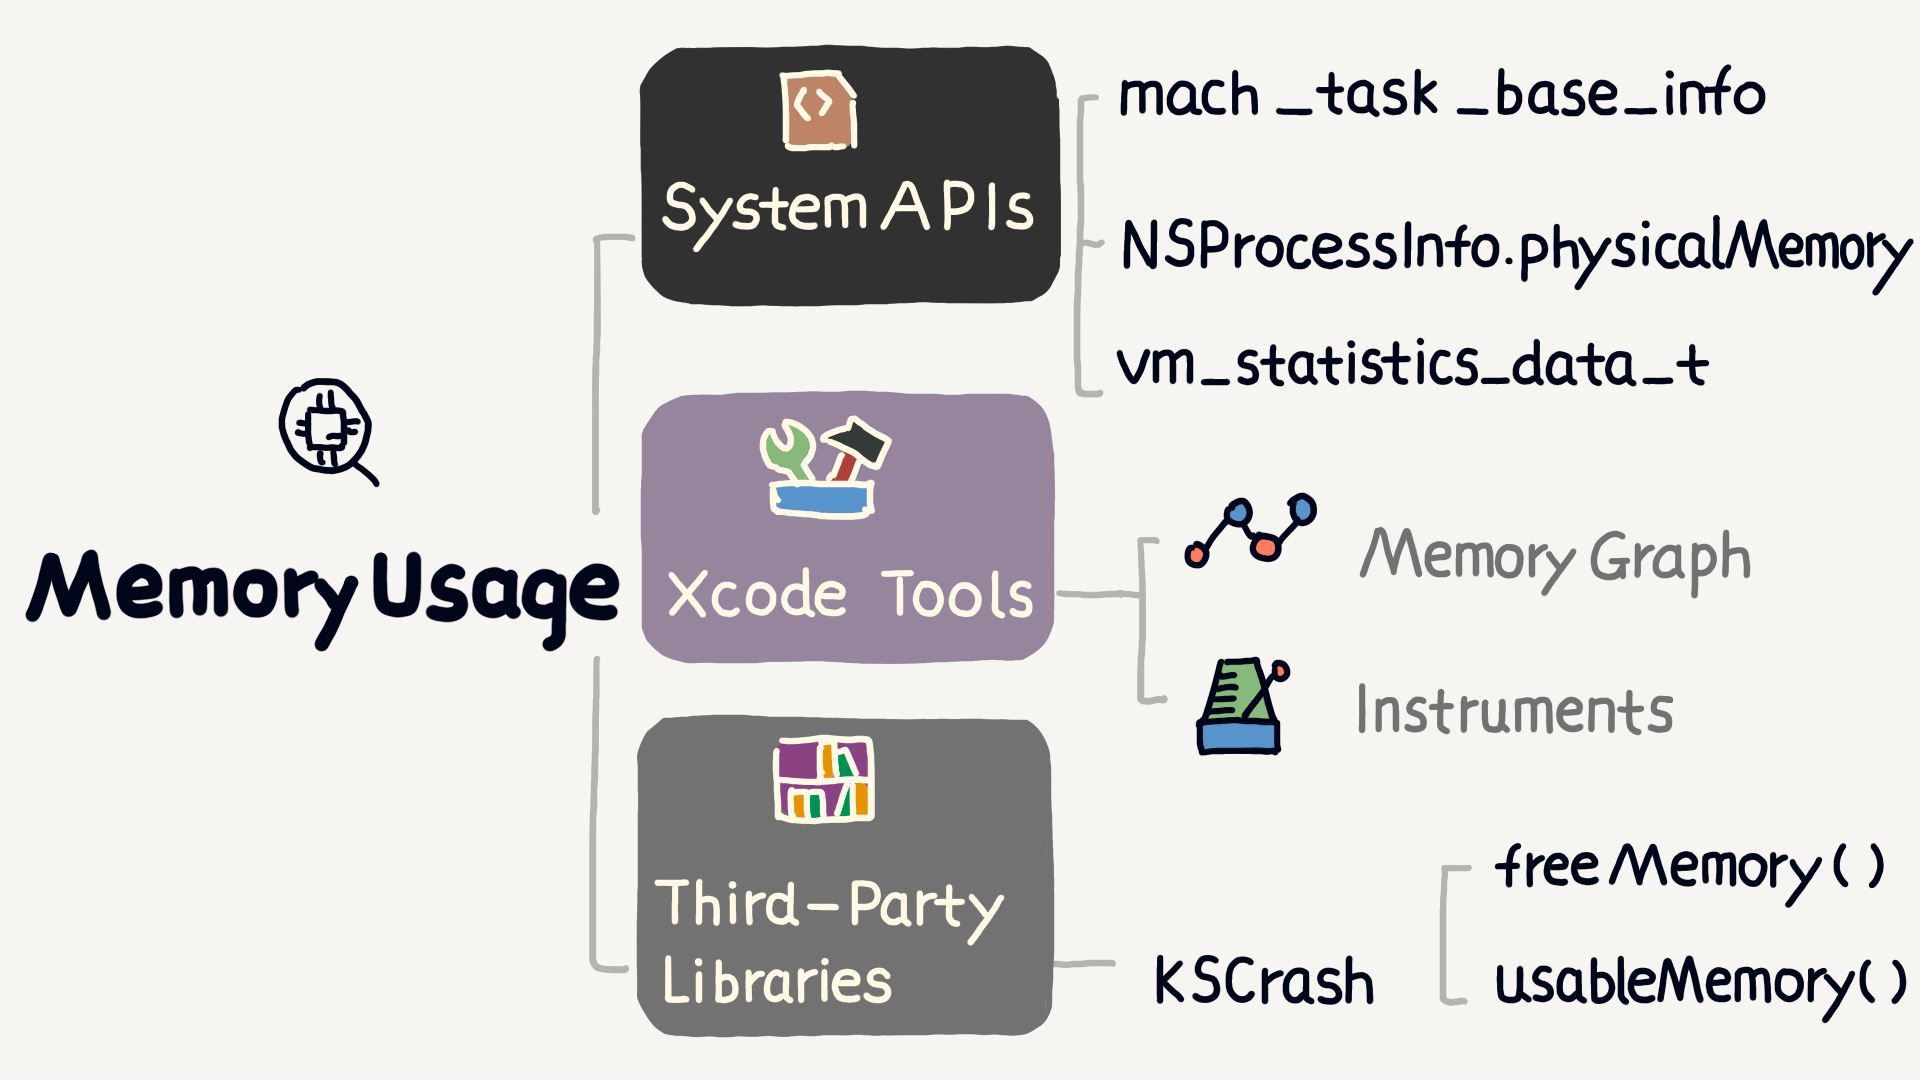 Memory Usage
System APIs
mach_task_base_info
NSProcessInfo.physicalMemory
vm_statistics_data_t
Xcode Tools
Memory Graph
Instruments
Third-Party
Libraries
KSCrash
freeMemory()
usableMemory()